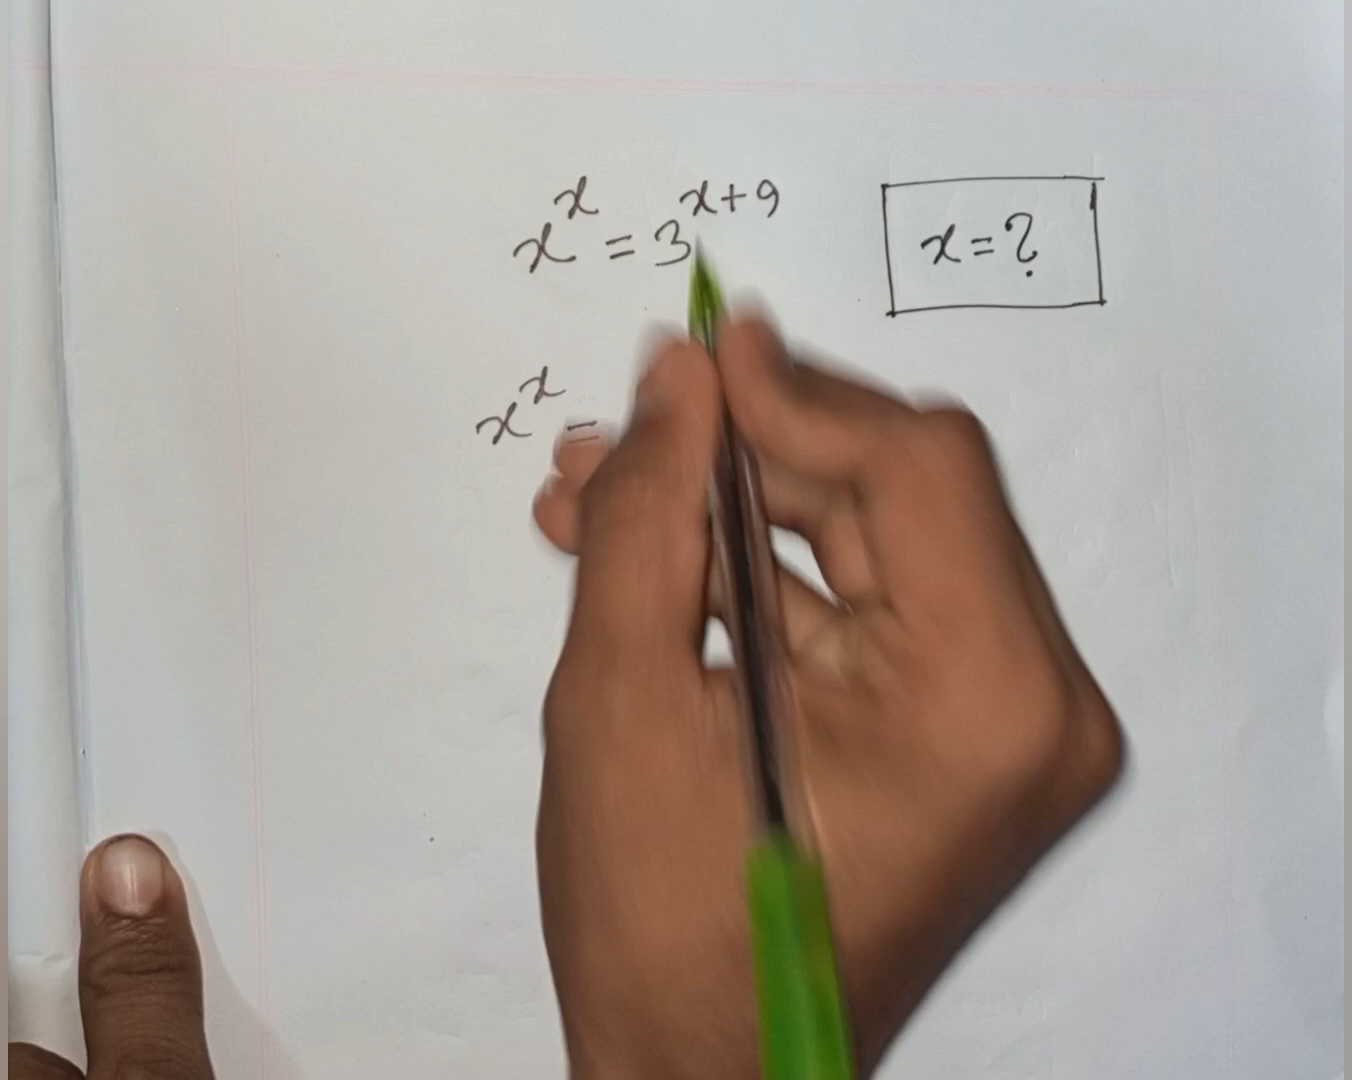 x^x = 3^{x+9}
x = ?
x^x =